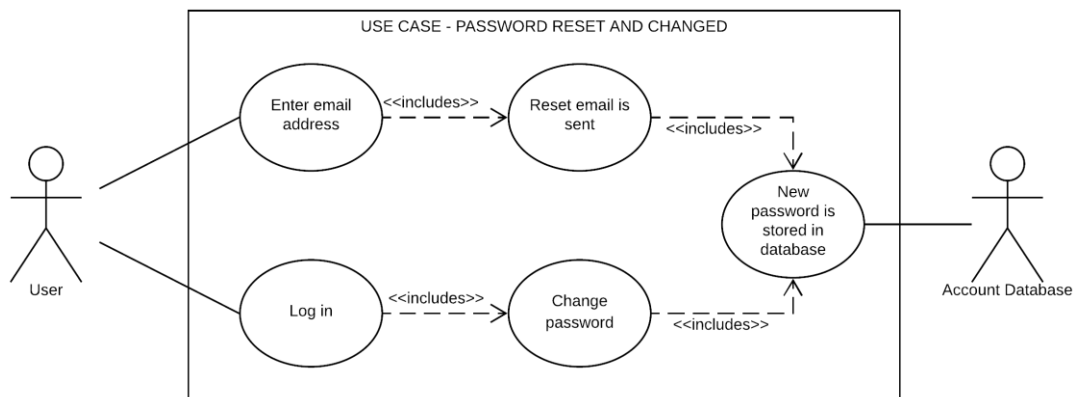 USE CASE - PASSWORD RESET AND CHANGED
Enter email
address
<<includes>>
Reset email is
sent
<<includes>>
New
password is
stored in
database
User
Account Database
Log in
<<includes>>
Change
password
<<includes>>